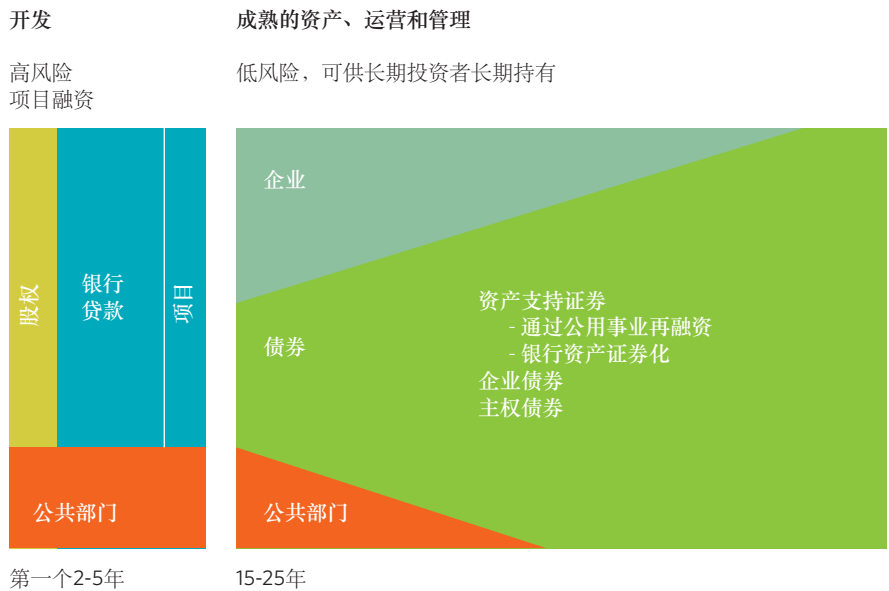 开发
高风险
项目融资
股权
银行
贷款
项目
公共部门
第一个2-5年
成熟的资产、运营和管理
低风险，可供长期投资者长期持有
企业
债券
资产支持证券
- 通过公用事业再融资
- 银行资产证券化
企业债券
主权债券
公共部门
15-25年